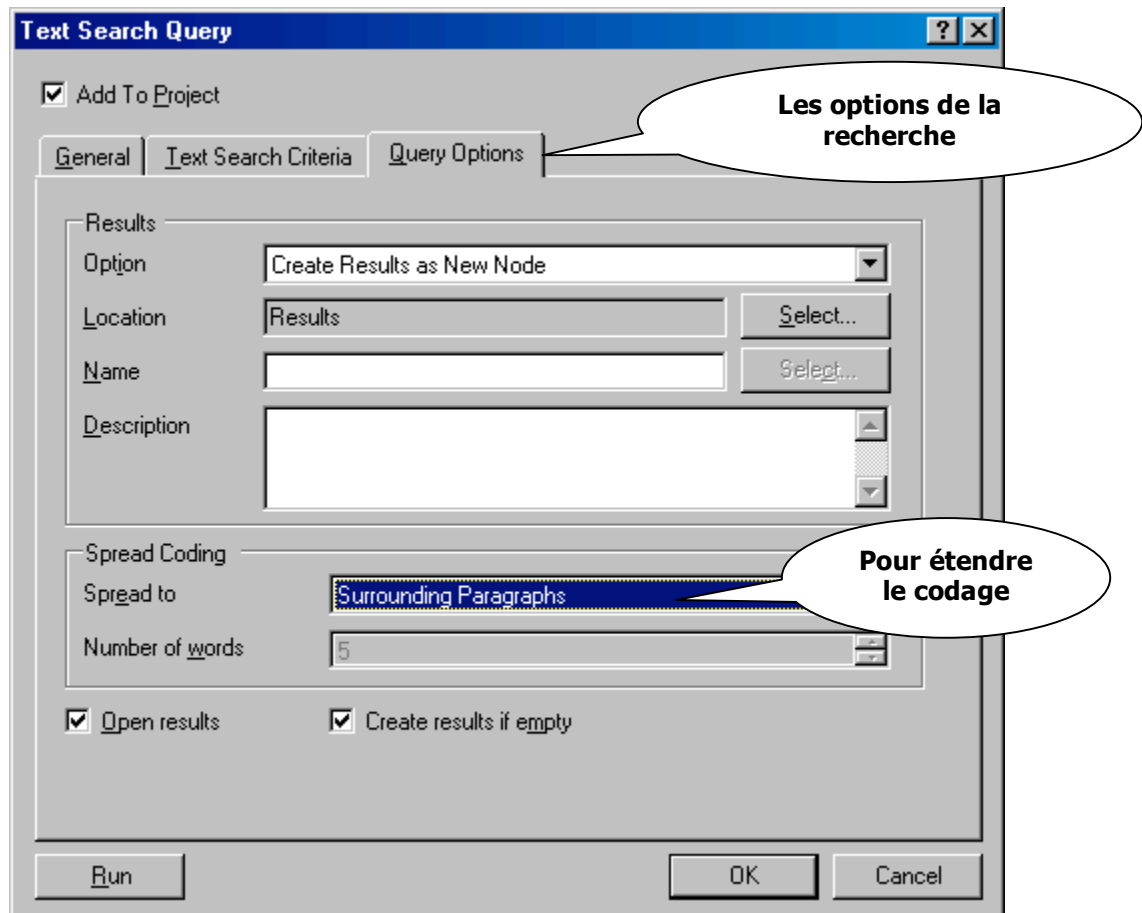 Text Search Query
Add To Project
Les options de la
recherche
General Text Search Criteria Query Options
Results
Option Create Results as New Node
Location Results Select...
Name Select...
Description
Spread Coding
Pour étendre
le codage
Spread to Surrounding Paragraphs
Number of words 5
Open results Create results if empty
Run OK Cancel